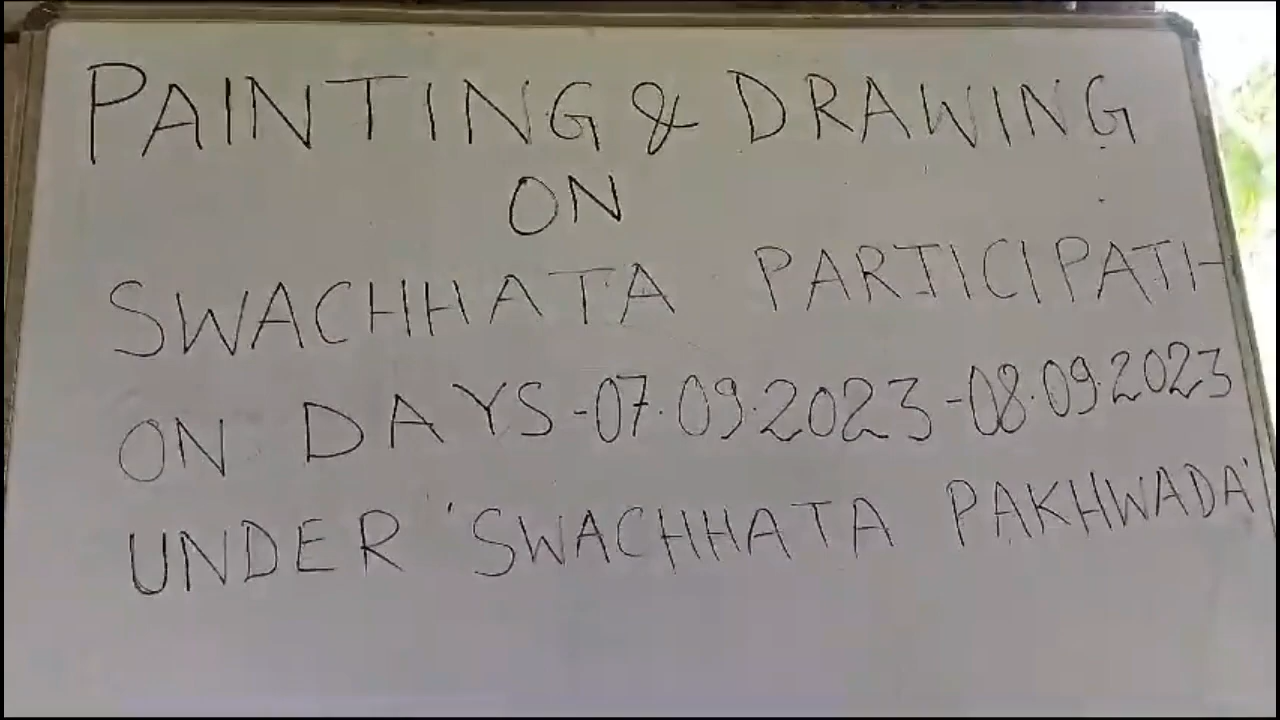 PAINTING & DRAWING
ON
SWACHHATA PARTICIPATI-
ON DAYS-07.09.2023-08.09.2023
UNDER 'SWACHHATA PAKHWADA'